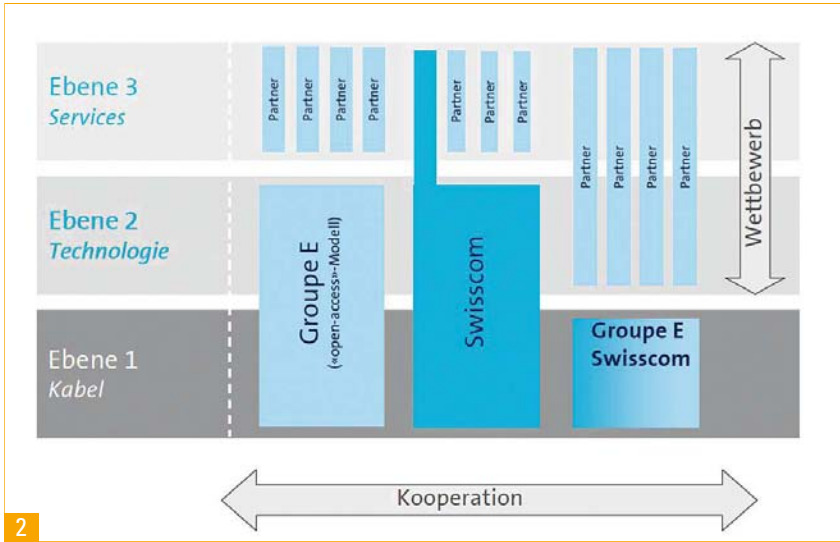 Ebene 3
Services
Partner
Partner
Partner
Partner
Partner
Partner
Partner
Partner
Partner
Partner
Partner
Wettbewerb
Ebene 2
Technologie
Groupe E
(«open-access»-Modell)
Swisscom
Ebene 1
Kabel
Groupe E
Swisscom
Kooperation
2